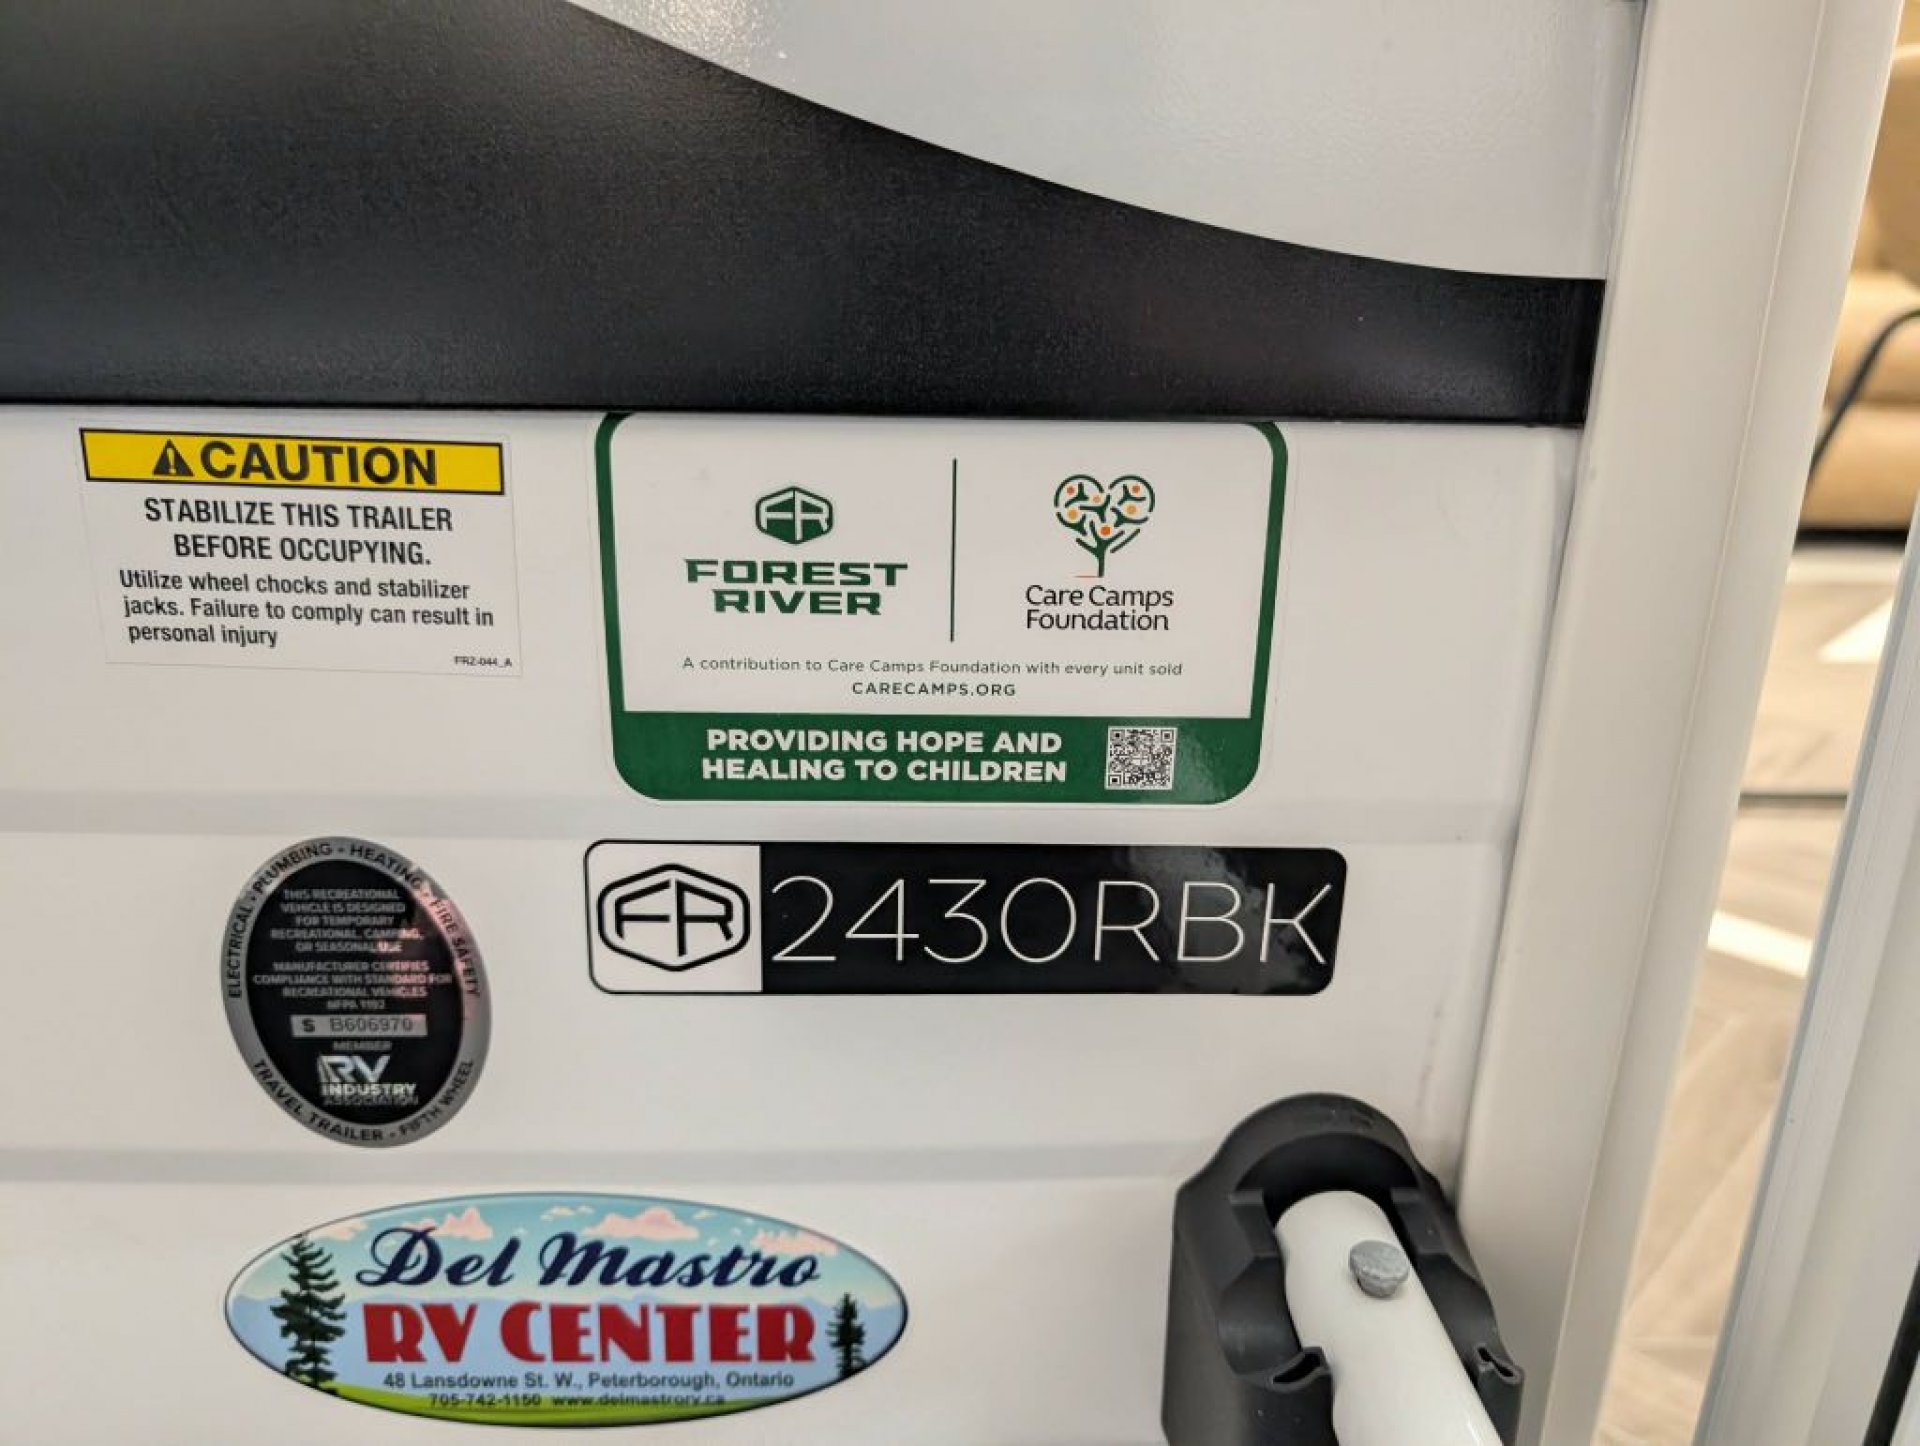 CAUTION
STABILIZE THIS TRAILER
BEFORE OCCUPYING.
Utilize wheel chocks and stabilizer
jacks. Failure to comply can result in
personal injury
FR2-044_A
FR
FOREST
RIVER
Care Camps
Foundation
A contribution to Care Camps Foundation with every unit sold
CARECAMPS.ORG
PROVIDING HOPE AND
HEALING TO CHILDREN
FR 2430RBK
ELECTRICAL - PLUMBING - HEATING - FIRE SAFETY
THIS RECREATIONAL
VEHICLE IS DESIGNED
FOR TEMPORARY
RECREATIONAL, CAMPING,
OR SEASONAL USE
MANUFACTURER CERTIFIES
COMPLIANCE WITH STANDARD FOR
RECREATIONAL VEHICLES
NFPA 1192
S B606970
MEMBER
RV
INDUSTRY
ASSOCIATION
TRAVEL TRAILER - FIFTH WHEEL
Del Mastro
RV CENTER
48 Lansdowne St. W., Peterborough, Ontario
705-742-1150 www.delmastrorv.ca